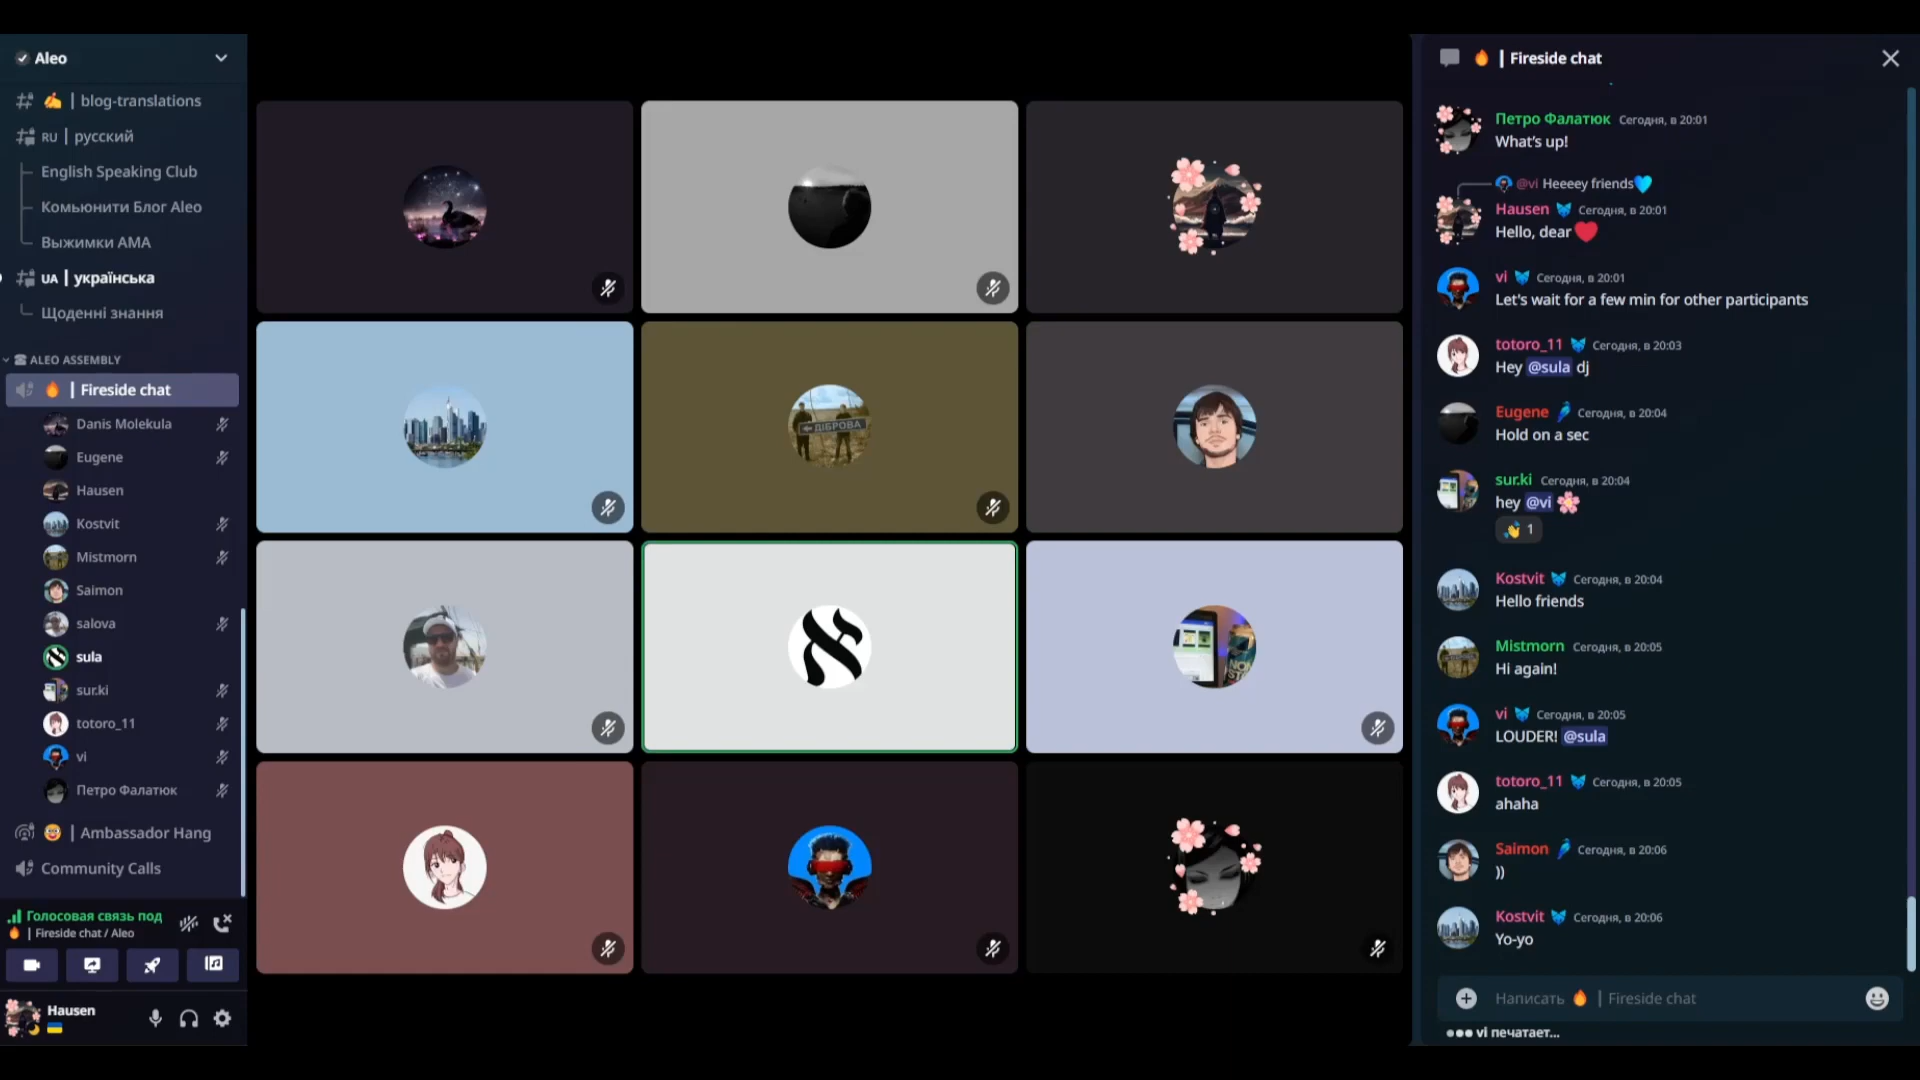 Aleo
| blog-translations
RU | русский
English Speaking Club
Комьюнити Блог Aleo
Выжимки AMA
UA | українська
Щоденні знання
ALEO ASSEMBLY
| Fireside chat
Danis Molekula
Eugene
Hausen
Kostvit
Mistmorn
Saimon
salova
sula
sur.ki
totoro_11
vi
Петро Фалатюк
| Ambassador Hang
Community Calls
Голосовая связь под
| Fireside chat / Aleo
Hausen
ДІБРОВА
| Fireside chat
Петро Фалатюк Сегодня, в 20:01
What's up!
@vi Heeeey friends
Hausen Сегодня, в 20:01
Hello, dear
vi Сегодня, в 20:01
Let's wait for a few min for other participants
totoro_11 Сегодня, в 20:03
Hey @sula dj
Eugene Сегодня, в 20:04
Hold on a sec
sur.ki Сегодня, в 20:04
hey @vi
1
Kostvit Сегодня, в 20:04
Hello friends
Mistmorn Сегодня, в 20:05
Hi again!
vi Сегодня, в 20:05
LOUDER! @sula
totoro_11 Сегодня, в 20:05
ahaha
Saimon Сегодня, в 20:06
))
Kostvit Сегодня, в 20:06
Yo-yo
Написать | Fireside chat
vi печатает...